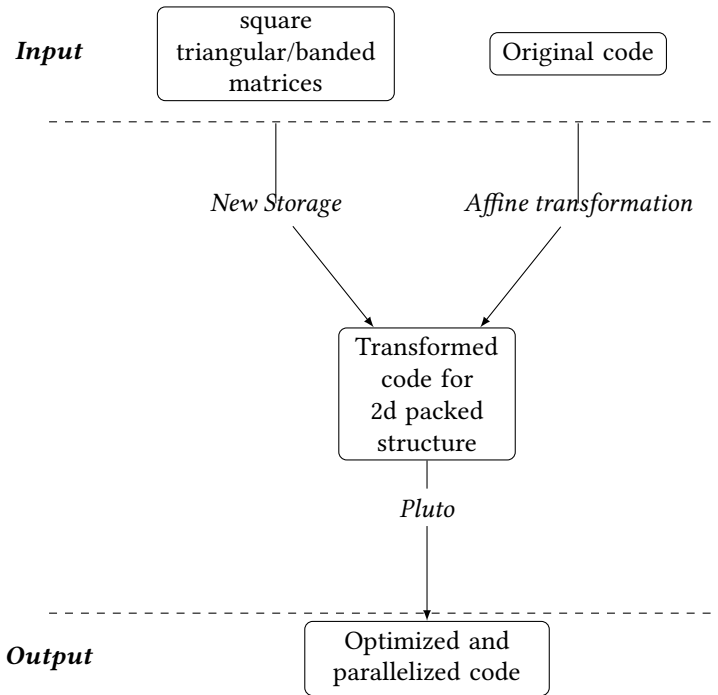 Input
square
triangular/banded
matrices
Original code
New Storage
Affine transformation
Transformed
code for
2d packed
structure
Pluto
Output
Optimized and
parallelized code